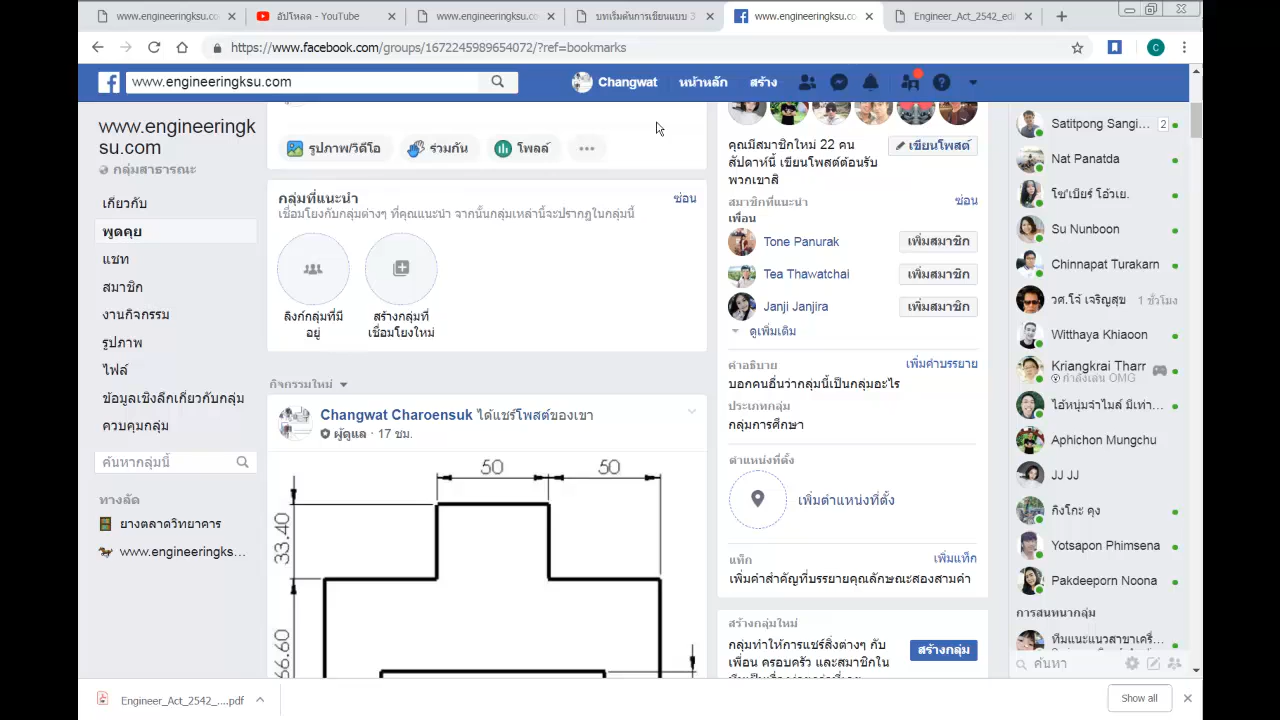 www.engineeringksu.co
อัปโหลด - YouTube
www.engineeringksu.co
บทเริ่มต้นการเขียนแบบ 3
www.engineeringksu.co
Engineer_Act_2542_edi
https://www.facebook.com/groups/1672245989654072/?ref=bookmarks
C
www.engineeringksu.com
Changwat
หน้าหลัก
สร้าง
www.engineeringk
su.com
กลุ่มสาธารณะ
เกี่ยวกับ
พูดคุย
แชท
สมาชิก
งานกิจกรรม
รูปภาพ
ไฟล์
ข้อมูลเชิงลึกเกี่ยวกับกลุ่ม
ควบคุมกลุ่ม
ค้นหากลุ่มนี้
ทางลัด
ยางตลาดวิทยาคาร
www.engineeringks...
รูปภาพ/วิดีโอ
ร่วมกัน
โพลล์
กลุ่มที่แนะนำ
ซ่อน
เชื่อมโยงกับกลุ่มต่างๆ ที่คุณแนะนำ จากนั้นกลุ่มเหล่านี้จะปรากฏในกลุ่มนี้
ลิงก์กลุ่มที่มี
อยู่
สร้างกลุ่มที่
เชื่อมโยงใหม่
กิจกรรมใหม่
Changwat Charoensuk ได้แชร์โพสต์ของเขา
ผู้ดูแล · 17 ชม.
50
50
33.40
66.60
คุณมีสมาชิกใหม่ 22 คน
สัปดาห์นี้ เขียนโพสต์ต้อนรับ
พวกเขาสิ
เขียนโพสต์
สมาชิกที่แนะนำ
ซ่อน
เพื่อน
Tone Panurak
เพิ่มสมาชิก
Tea Thawatchai
เพิ่มสมาชิก
Janji Janjira
เพิ่มสมาชิก
ดูเพิ่มเติม
คำอธิบาย
เพิ่มคำบรรยาย
บอกคนอื่นว่ากลุ่มนี้เป็นกลุ่มอะไร
ประเภทกลุ่ม
กลุ่มการศึกษา
ตำแหน่งที่ตั้ง
เพิ่มตำแหน่งที่ตั้ง
แท็ก
เพิ่มแท็ก
เพิ่มคำสำคัญที่บรรยายคุณลักษณะสองสามคำ
สร้างกลุ่มใหม่
กลุ่มทำให้การแชร์สิ่งต่างๆ กับ
เพื่อน ครอบครัว และสมาชิกใน
สร้างกลุ่ม
Satitpong Sangi...
2
Nat Panatda
โซ'เบียร์ โอ้วเย.
Su Nunboon
Chinnapat Turakarn
วศ.โจ้ เจริญสุข
1 ชั่วโมง
Witthaya Khiaoon
Kriangkrai Tharr
กำลังเล่น OMG
ไอ้หนุ่มจำไมล์ มีเท่า...
Aphichon Mungchu
JJ JJ
กิงโกะ คุง
Yotsapon Phimsena
Pakdeeporn Noona
การสนทนากลุ่ม
ทีมแนะแนวสาขาเครื่...
ค้นหา
Engineer_Act_2542_....pdf
Show all